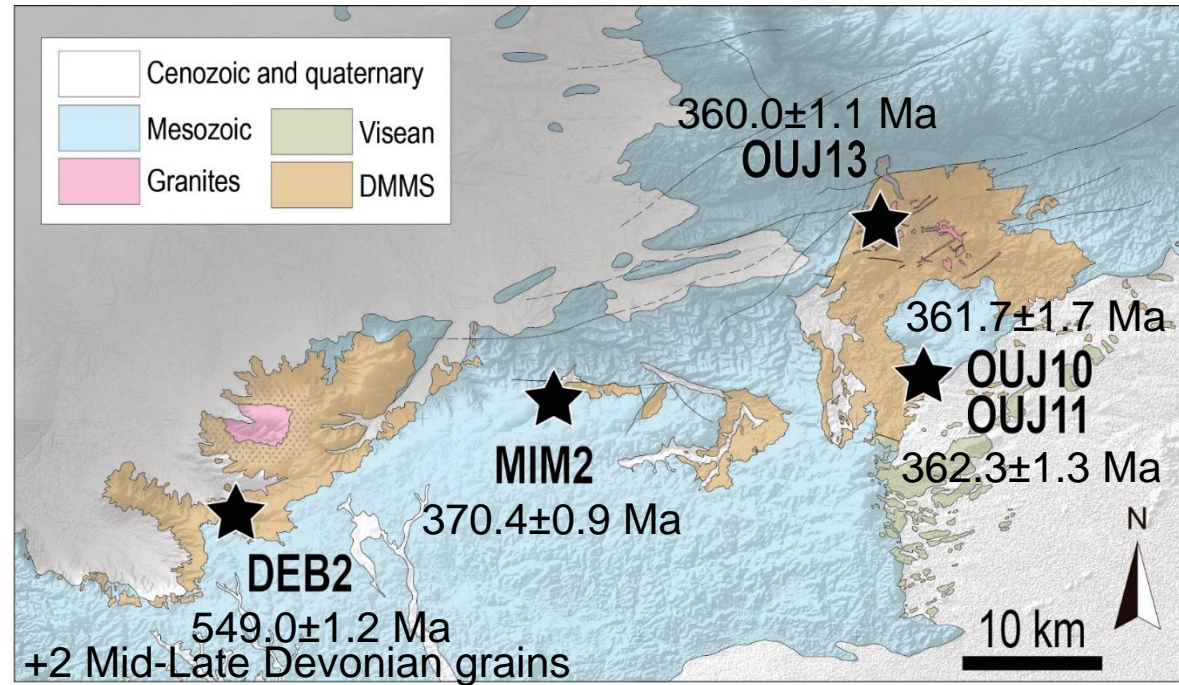 Cenozoic and quaternary
Mesozoic
Visean
Granites
DMMS
360.0±1.1 Ma
OUJ13
361.7±1.7 Ma
OUJ10
OUJ11
362.3±1.3 Ma
MIM2
370.4±0.9 Ma
DEB2
549.0±1.2 Ma
+2 Mid-Late Devonian grains
N
10 km